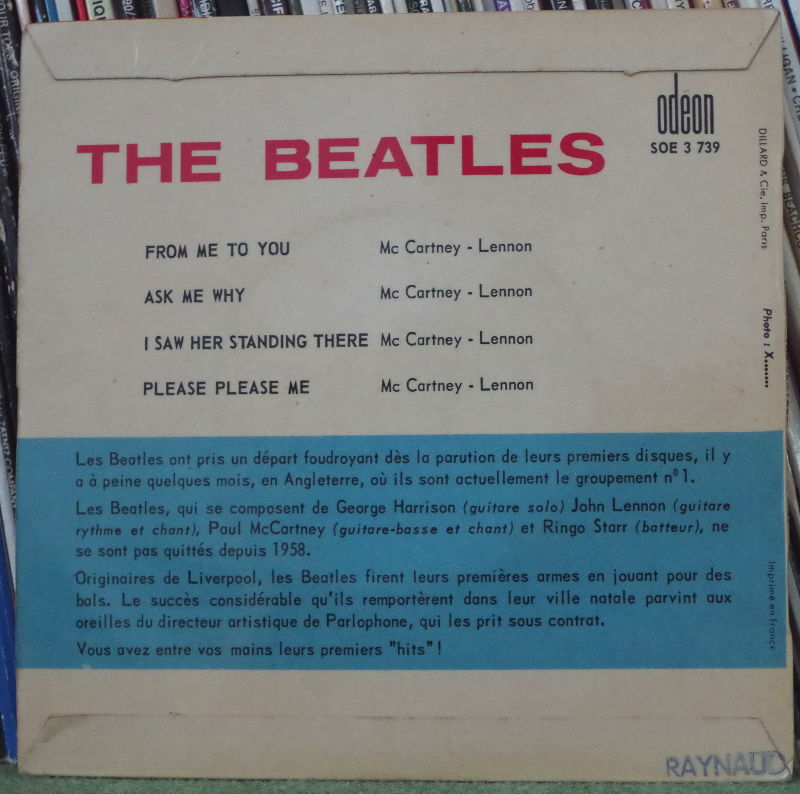 odéon
SOE 3 739
THE BEATLES
FROM ME TO YOU Mc Cartney - Lennon
ASK ME WHY Mc Cartney - Lennon
I SAW HER STANDING THERE Mc Cartney - Lennon
PLEASE PLEASE ME Mc Cartney - Lennon
Les Beatles ont pris un départ foudroyant dès la parution de leurs premiers disques, il y
a à peine quelques mois, en Angleterre, où ils sont actuellement le groupement nº 1.
Les Beatles, qui se composent de George Harrison (guitare solo) John Lennon (guitare
rythme et chant), Paul McCartney (guitare-basse et chant) et Ringo Starr (batteur), ne
se sont pas quittés depuis 1958.
Originaires de Liverpool, les Beatles firent leurs premières armes en jouant pour des
bals. Le succès considérable qu'ils remportèrent dans leur ville natale parvint aux
oreilles du directeur artistique de Parlophone, qui les prit sous contrat.
Vous avez entre vos mains leurs premiers "hits" !
DILLARD & Cie, Imp. Paris
Photo : X.......
Imprimé en France
RAYNAUD